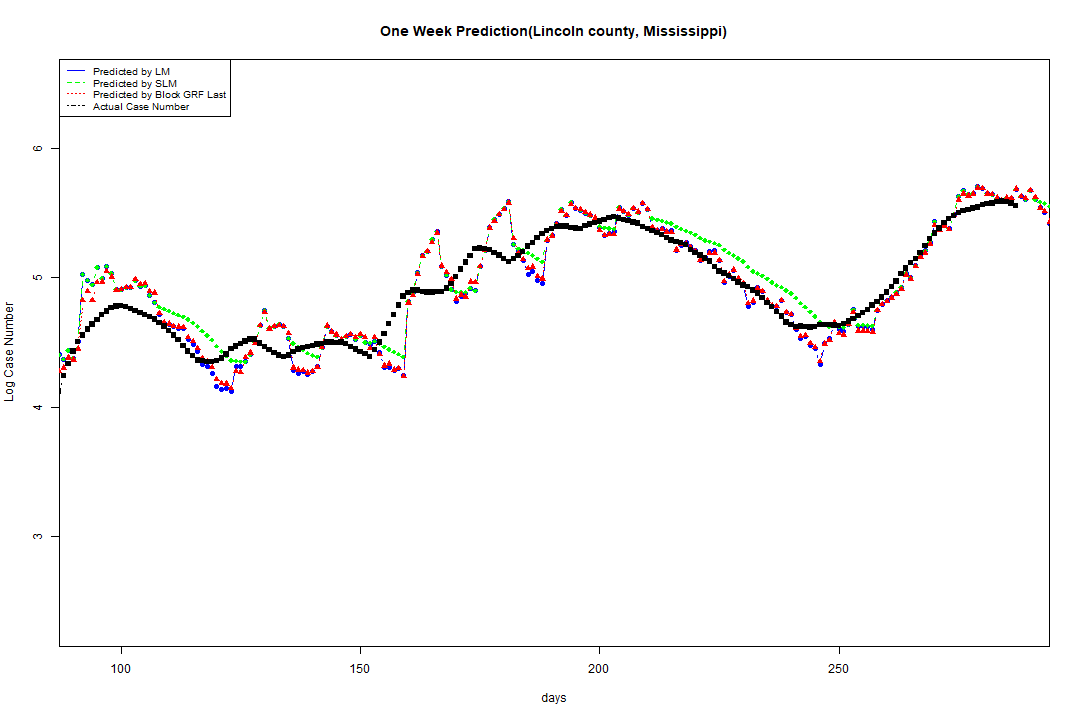 One Week Prediction(Lincoln county, Mississippi)
Predicted by LM
Predicted by SLM
Predicted by Block GRF Last
Actual Case Number
6
5
4
3
Log Case Number
100 150 200 250
days